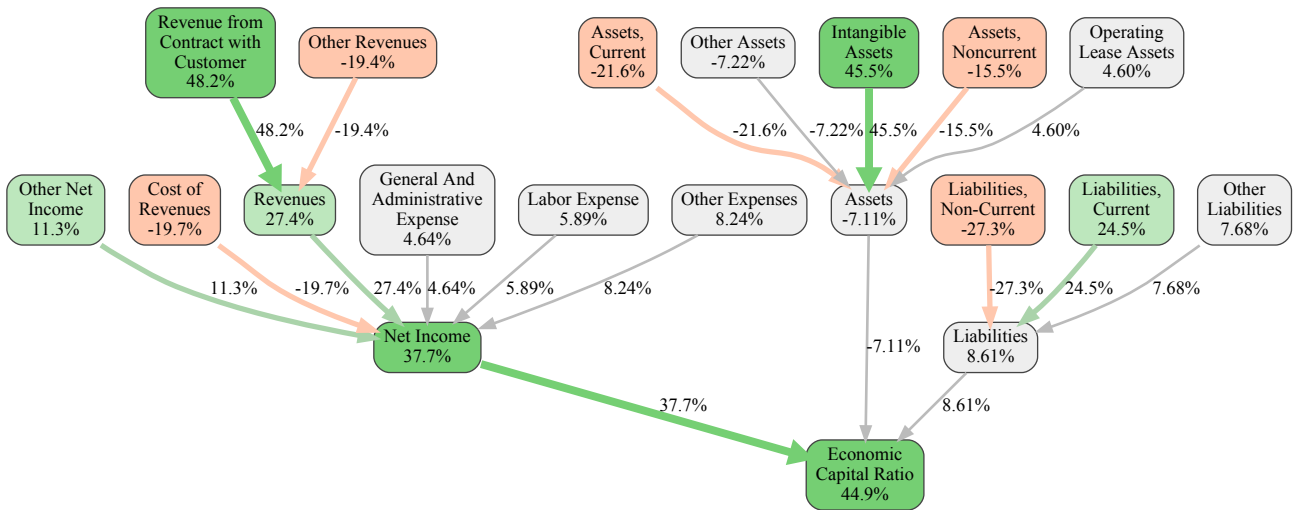 Revenue from
Contract with
Customer
48.2%
Other Revenues
-19.4%
Assets,
Current
-21.6%
Other Assets
-7.22%
Intangible
Assets
45.5%
Assets,
Noncurrent
-15.5%
Operating
Lease Assets
4.60%
48.2%
-19.4%
-21.6%
-7.22%
45.5%
-15.5%
4.60%
Other Net
Income
11.3%
Cost of
Revenues
-19.7%
Revenues
27.4%
General And
Administrative
Expense
4.64%
Labor Expense
5.89%
Other Expenses
8.24%
Assets
-7.11%
Liabilities,
Non-Current
-27.3%
Liabilities,
Current
24.5%
Other
Liabilities
7.68%
11.3%
-19.7%
27.4%
4.64%
5.89%
8.24%
-7.11%
-27.3%
24.5%
7.68%
Net Income
37.7%
Liabilities
8.61%
37.7%
8.61%
Economic
Capital Ratio
44.9%